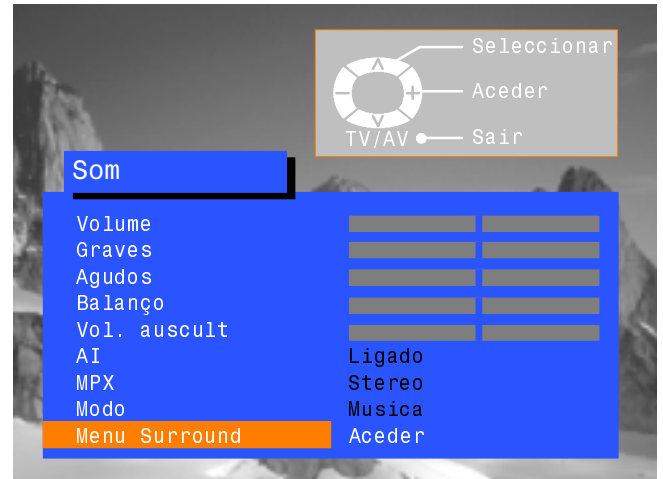 Seleccionar
Aceder
TV/AV Sair
Som
Volume
Graves
Agudos
Balanço
Vol. auscult
AI Ligado
MPX Stereo
Modo Musica
Menu Surround Aceder